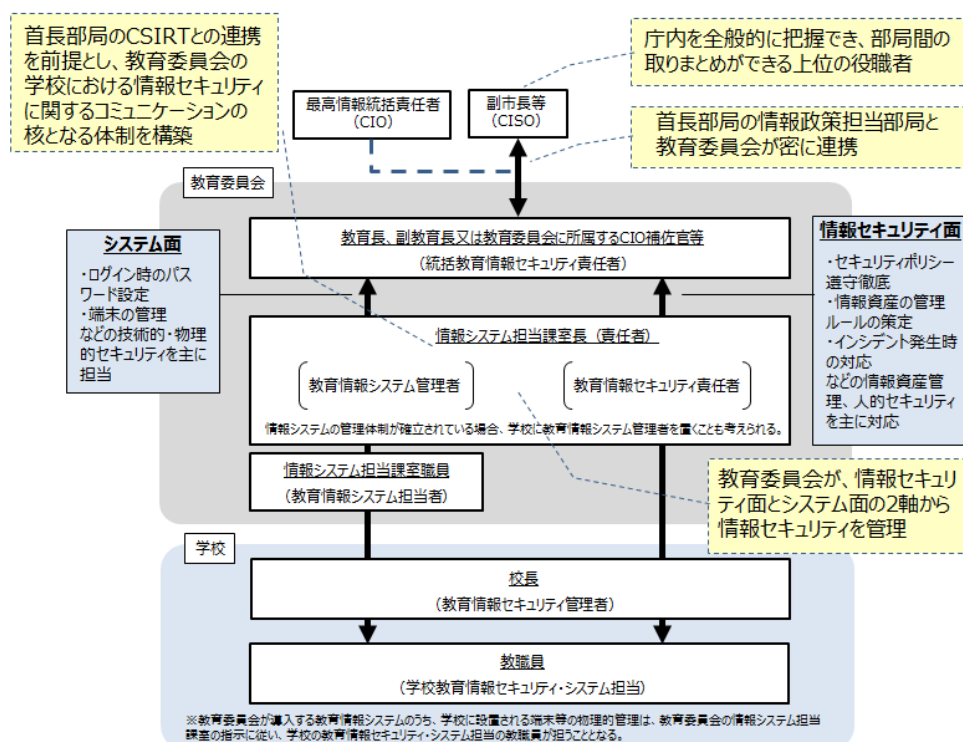 首長部局のCSIRTとの連携
を前提とし、教育委員会の
学校における情報セキュリティ
に関するコミュニケーションの
核となる体制を構築
最高情報統括責任者
（CIO）
副市長等
（CISO）
庁内を全般的に把握でき、部局間の
取りまとめができる上位の役職者
首長部局の情報政策担当部局と
教育委員会が密に連携
教育委員会
教育長、副教育長又は教育委員会に所属するCIO補佐官等
（統括教育情報セキュリティ責任者）
システム面
・ログイン時のパス
ワード設定
・端末の管理
などの技術的・物理
的セキュリティを主に
担当
情報セキュリティ面
・セキュリティポリシー
遵守徹底
・情報資産の管理
ルールの策定
・インシデント発生時
の対応
などの情報資産管
理、人的セキュリティ
を主に対応
情報システム担当課室長（責任者）
教育情報システム管理者
教育情報セキュリティ責任者
情報システムの管理体制が確立されている場合、学校に教育情報システム管理者を置くことも考えられる。
情報システム担当課室職員
（教育情報システム担当者）
教育委員会が、情報セキュリ
ティ面とシステム面の2軸から
情報セキュリティを管理
学校
校長
（教育情報セキュリティ管理者）
教職員
（学校教育情報セキュリティ・システム担当）
※教育委員会が導入する教育情報システムのうち、学校に設置される端末等の物理的管理は、教育委員会の情報システム担当
課室の指示に従い、学校の教育情報セキュリティ・システム担当の教職員が担うこととなる。